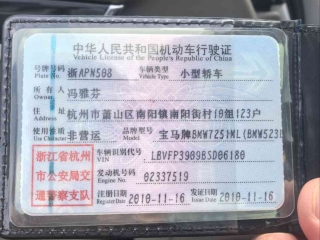 中华人民共和国机动车行驶证
Vehicle License of the People's Republic of China
号牌号码 浙APN508 车辆类型 小型轿车
Plate No. Vehicle Type
所有人 冯雅芬
Owner
住址 杭州市萧山区南阳镇南阳街村19组123户
Address
使用性质 非营运 品牌型号 宝马牌BMW7251ML(BMW523L
Use Character
浙江省杭州市公安局交通警察支队
车辆识别代号 LBVFP3909BSD06180
VIN
发动机号码 02337519
Engine No.
注册日期 2010-11-16 发证日期 2010-11-16
Register Date Issue Date